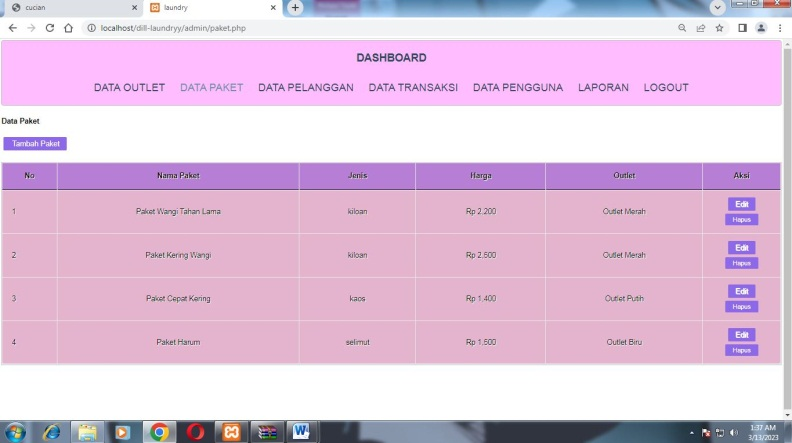 cucian
laundry
localhost/dill-laundryy/admin/paket.php
DASHBOARD
DATA OUTLET DATA PAKET DATA PELANGGAN DATA TRANSAKSI DATA PENGGUNA LAPORAN LOGOUT
Data Paket
Tambah Paket
No Nama Paket Jenis Harga Outlet Aksi
1 Paket Wangi Tahan Lama kiloan Rp 2,200 Outlet Merah Edit
Hapus
2 Paket Kering Wangi kiloan Rp 2,500 Outlet Merah Edit
Hapus
3 Paket Cepat Kering kaos Rp 1,400 Outlet Putih Edit
Hapus
4 Paket Harum selimut Rp 1,500 Outlet Biru Edit
Hapus
1:37 AM
3/13/2023